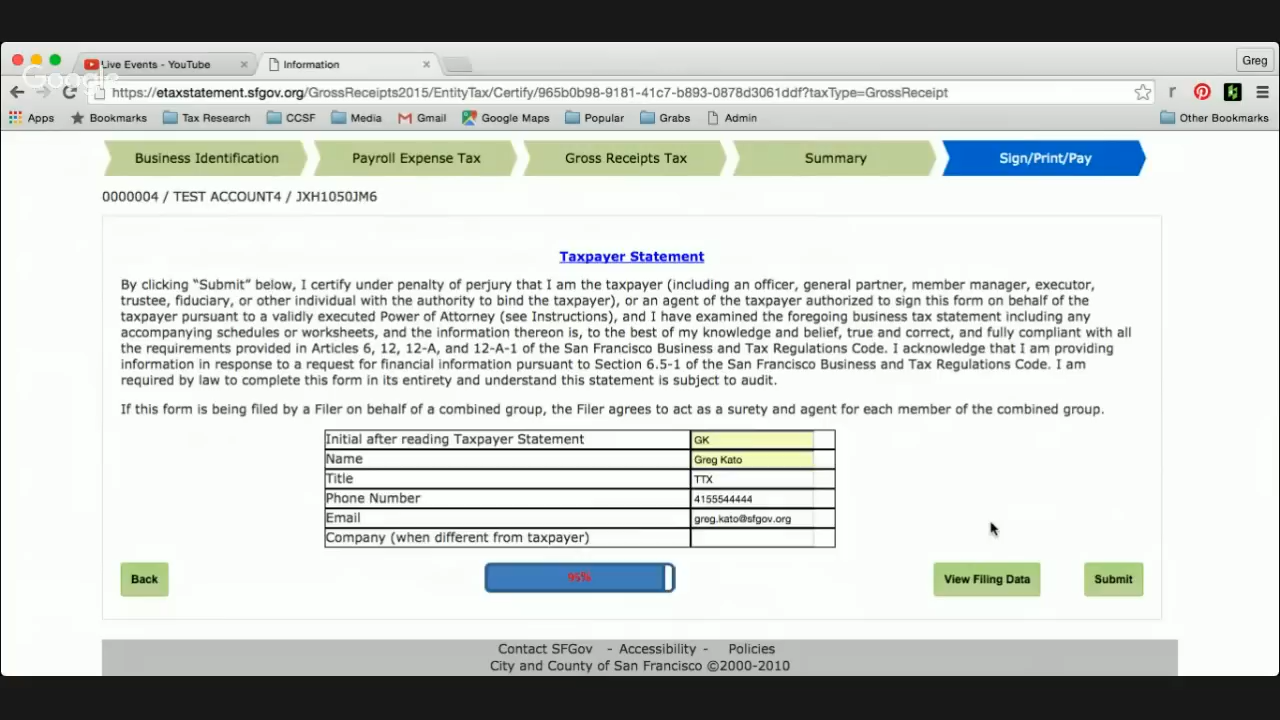 Live Events - YouTube
Information
Greg
Google
https://etaxstatement.sfgov.org/GrossReceipts2015/EntityTax/Certify/965b0b98-9181-41c7-b893-0878d3061ddf?taxType=GrossReceipt
Apps Bookmarks Tax Research CCSF Media Gmail Google Maps Popular Grabs Admin Other Bookmarks
Business Identification Payroll Expense Tax Gross Receipts Tax Summary Sign/Print/Pay
0000004 / TEST ACCOUNT4 / JXH1050JM6
Taxpayer Statement
By clicking “Submit” below, I certify under penalty of perjury that I am the taxpayer (including an officer, general partner, member manager, executor,
trustee, fiduciary, or other individual with the authority to bind the taxpayer), or an agent of the taxpayer authorized to sign this form on behalf of the
taxpayer pursuant to a validly executed Power of Attorney (see Instructions), and I have examined the foregoing business tax statement including any
accompanying schedules or worksheets, and the information thereon is, to the best of my knowledge and belief, true and correct, and fully compliant with all
the requirements provided in Articles 6, 12, 12-A, and 12-A-1 of the San Francisco Business and Tax Regulations Code. I acknowledge that I am providing
information in response to a request for financial information pursuant to Section 6.5-1 of the San Francisco Business and Tax Regulations Code. I am
required by law to complete this form in its entirety and understand this statement is subject to audit.
If this form is being filed by a Filer on behalf of a combined group, the Filer agrees to act as a surety and agent for each member of the combined group.
Initial after reading Taxpayer Statement GK
Name Greg Kato
Title TTX
Phone Number 4155544444
Email greg.kato@sfgov.org
Company (when different from taxpayer)
Back 95% View Filing Data Submit
Contact SFGov - Accessibility - Policies
City and County of San Francisco ©2000-2010